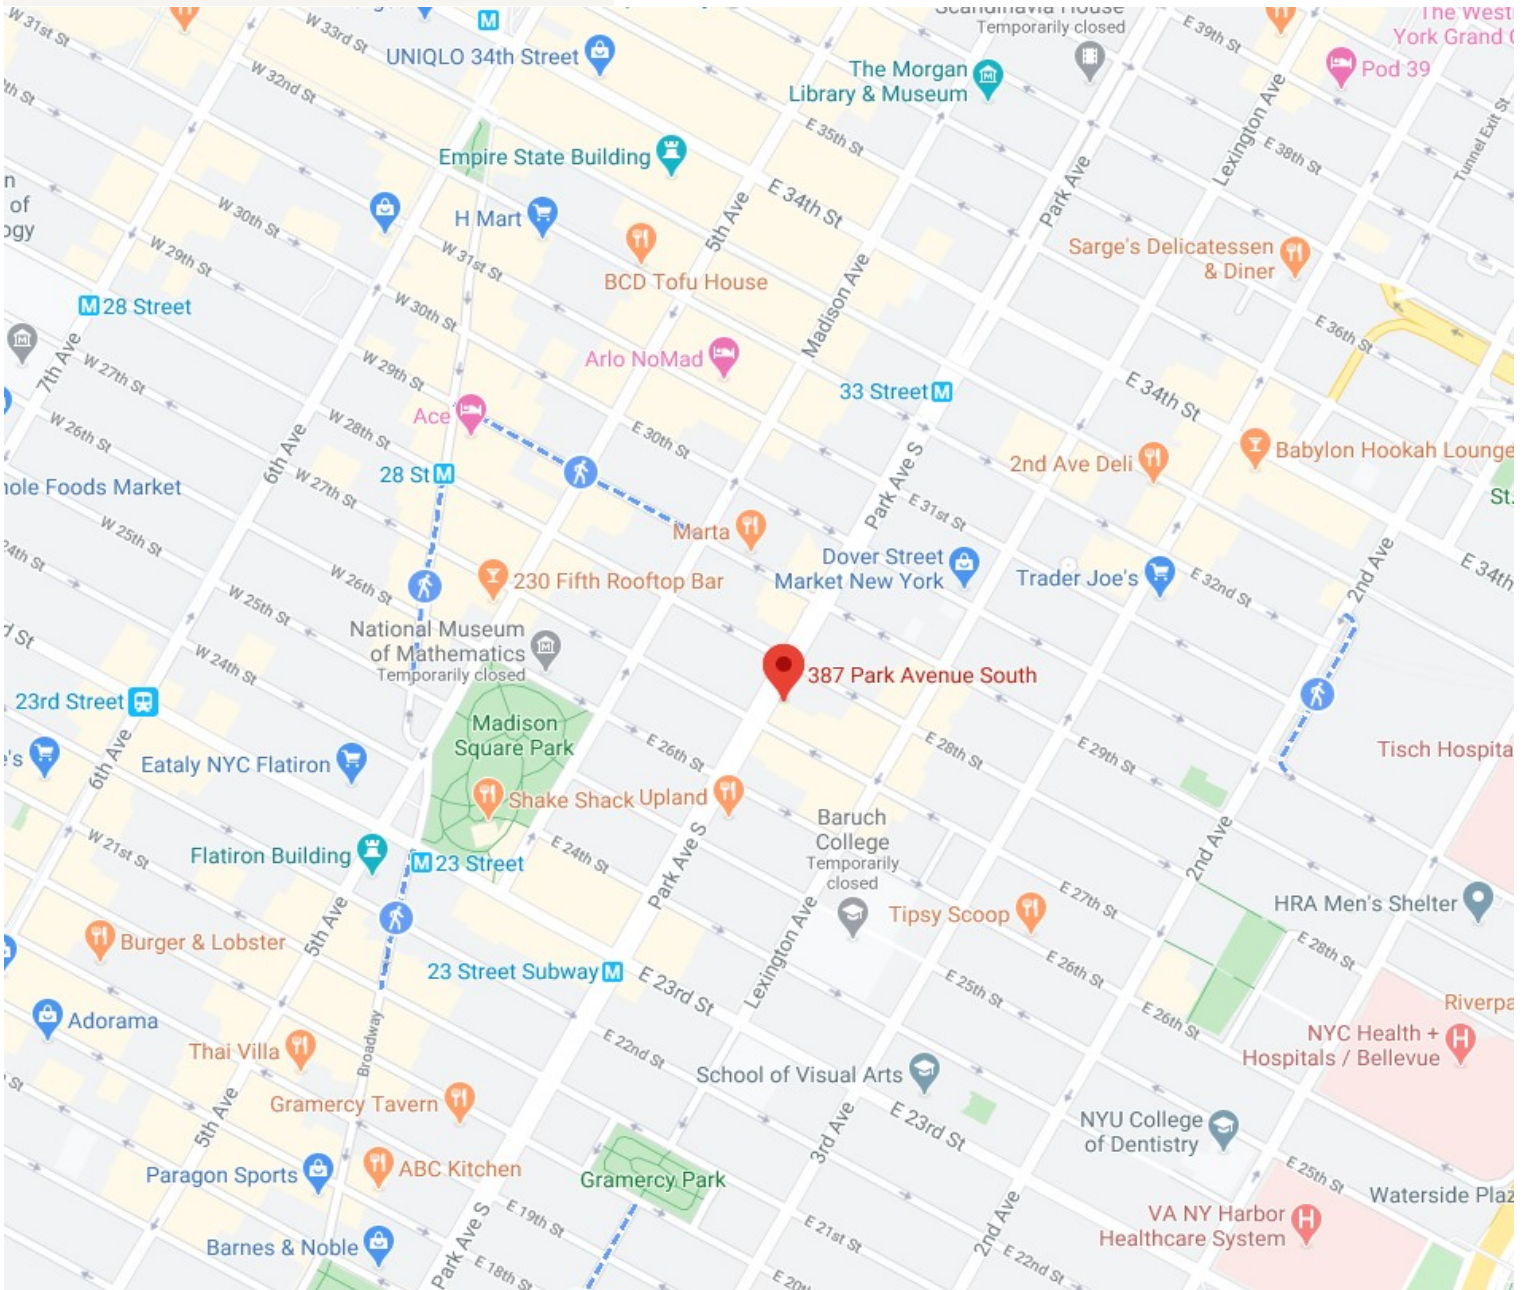 W 31st St
W 33rd St
UNIQLO 34th Street
Temporarily closed
E 39th St
York Grand
W 32nd St
The Morgan
Library & Museum
Pod 39
E 35th St
Lexington Ave
Tunnel Exit St
Empire State Building
E 38th St
Park Ave
E 34th St
n
of
ogy
W 30th St
H Mart
5th Ave
W 29th St
W 31st St
BCD Tofu House
Sarge's Delicatessen
& Diner
28 Street
W 30th St
Madison Ave
7th Ave
W 27th St
W 29th St
Arlo NoMad
E 36th St
33 Street
E 34th St
W 26th St
W 28th St
Ace
E 30th St
6th Ave
28 St
W 27th St
Park Ave S
2nd Ave Deli
Babylon Hookah Lounge
ole Foods Market
St.
W 25th St
E 31st St
Marta
24th St
Dover Street
Market New York
Trader Joe's
2nd Ave
E 34th
W 26th St
230 Fifth Rooftop Bar
E 32nd St
W 25th St
National Museum
of Mathematics
Temporarily closed
d St
W 24th St
387 Park Avenue South
23rd Street
Madison
Square Park
E 26th St
E 28th St
E 29th St
Tisch Hospita
's
Eataly NYC Flatiron
6th Ave
Shake Shack
Upland
Baruch
College
Temporarily
closed
W 21st St
Flatiron Building
23 Street
E 24th St
Park Ave S
2nd Ave
E 27th St
HRA Men's Shelter
5th Ave
Tipsy Scoop
Burger & Lobster
Lexington Ave
E 28th St
23 Street Subway
E 23rd St
E 26th St
E 25th St
E 26th St
Riverpa
Adorama
Thai Villa
Broadway
E 22nd St
School of Visual Arts
NYC Health +
Hospitals / Bellevue
St
Gramercy Tavern
5th Ave
3rd Ave
E 23rd St
NYU College
of Dentistry
Paragon Sports
ABC Kitchen
Gramercy Park
E 25th St
Waterside Plaz
Park Ave S
E 19th St
E 21st St
2nd Ave
VA NY Harbor
Healthcare System
Barnes & Noble
E 18th St
E 22nd St
E 20th